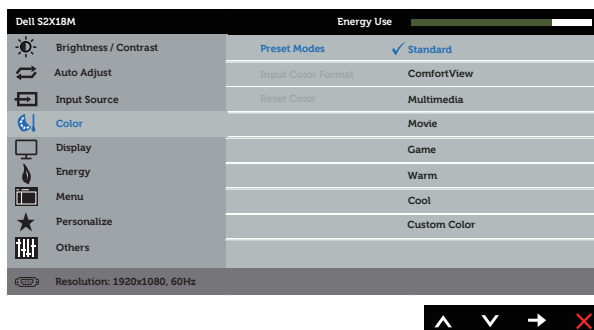 Dell S2X18M Energy Use
Brightness / Contrast Preset Modes Standard
Auto Adjust Input Color Format ComfortView
Input Source Reset Color Multimedia
Color Movie
Display Game
Energy Warm
Menu Cool
Personalize Custom Color
Others
Resolution: 1920x1080, 60Hz